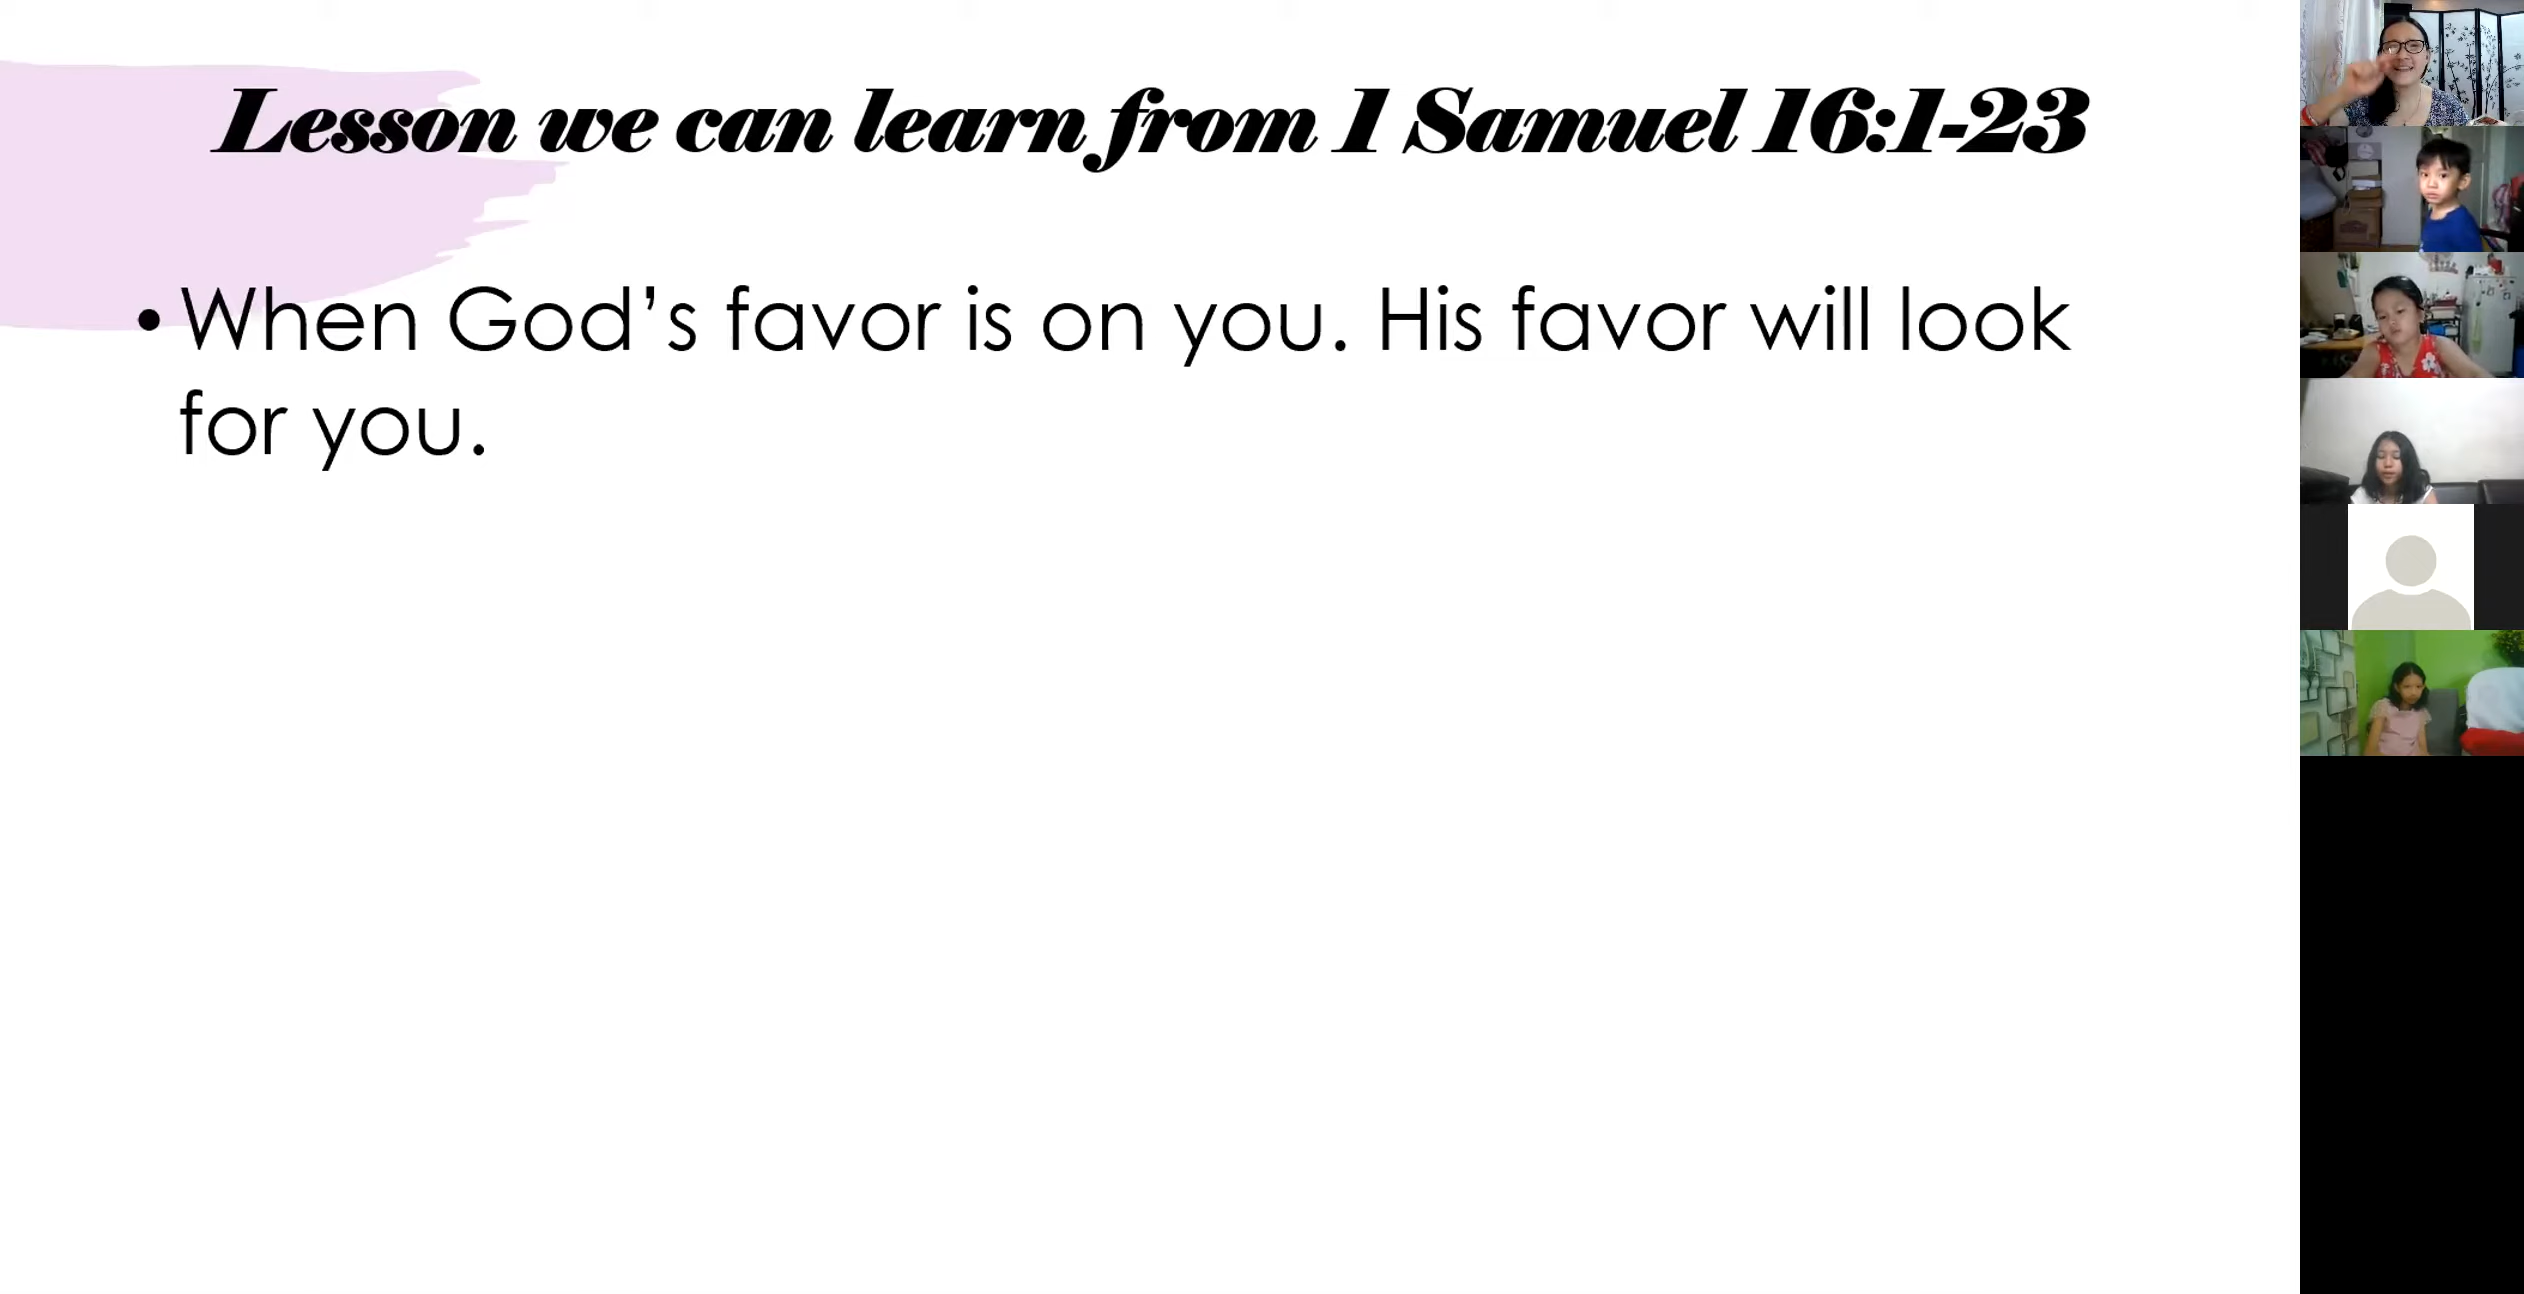 Lesson we can learn from 1 Samuel 16:1-23
• When God’s favor is on you. His favor will look
for you.